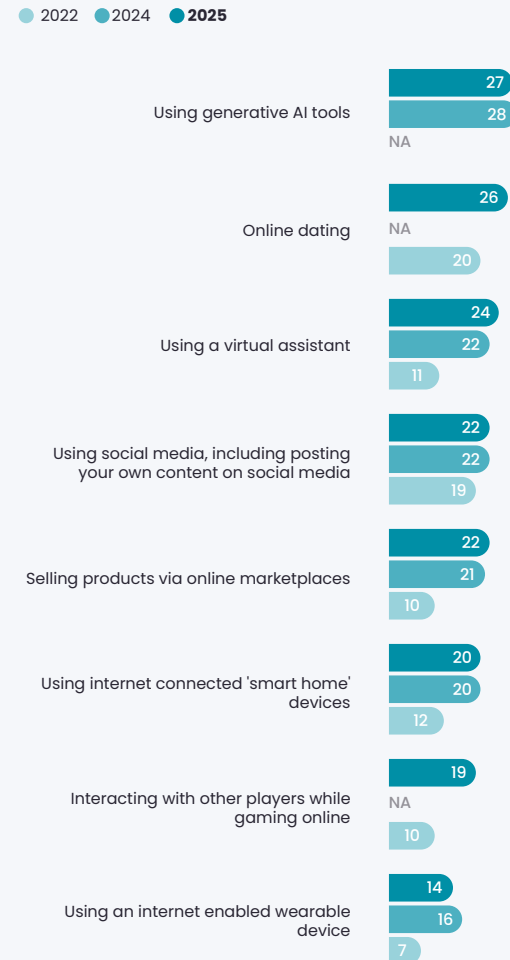 2022 2024 2025
27
Using generative AI tools
28
NA
26
Online dating
NA
20
24
Using a virtual assistant
22
11
22
Using social media, including posting
your own content on social media
22
19
22
Selling products via online marketplaces
21
10
20
Using internet connected 'smart home'
devices
20
12
19
Interacting with other players while
gaming online
NA
10
14
Using an internet enabled wearable
device
16
7